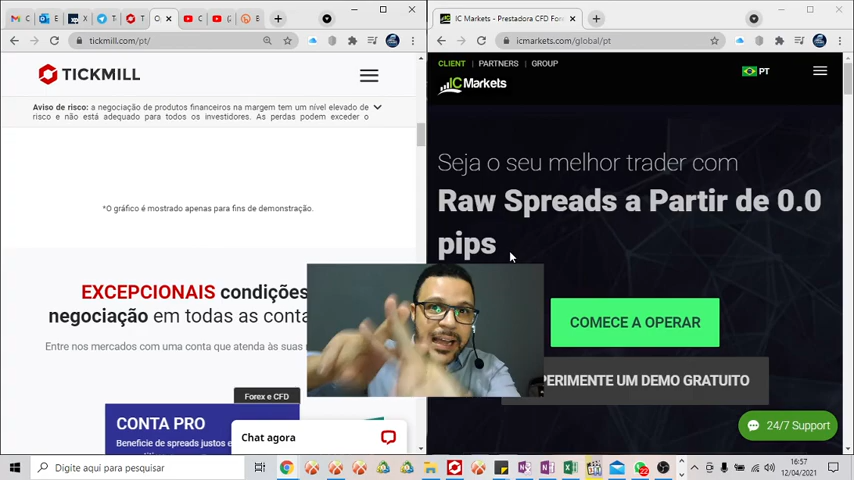 IC Markets - Prestadora CFD For
tickmill.com/pt/
icmarkets.com/global/pt
TICKMILL
Aviso de risco: a negociação de produtos financeiros na margem tem um nível elevado de
risco e não está adequado para todos os investidores. As perdas podem exceder o
*O gráfico é mostrado apenas para fins de demonstração.
EXCEPCIONAIS condições
negociação em todas as conta
Entre nos mercados com uma conta que atenda às suas
Forex e CFD
CONTA PRO
Beneficie de spreads justos e
Chat agora
CLIENT | PARTNERS | GROUP
IC Markets
PT
Seja o seu melhor trader com
Raw Spreads a Partir de 0.0
pips
COMECE A OPERAR
PERIMENTE UM DEMO GRATUITO
24/7 Support
Digite aqui para pesquisar
16:57
12/04/2021